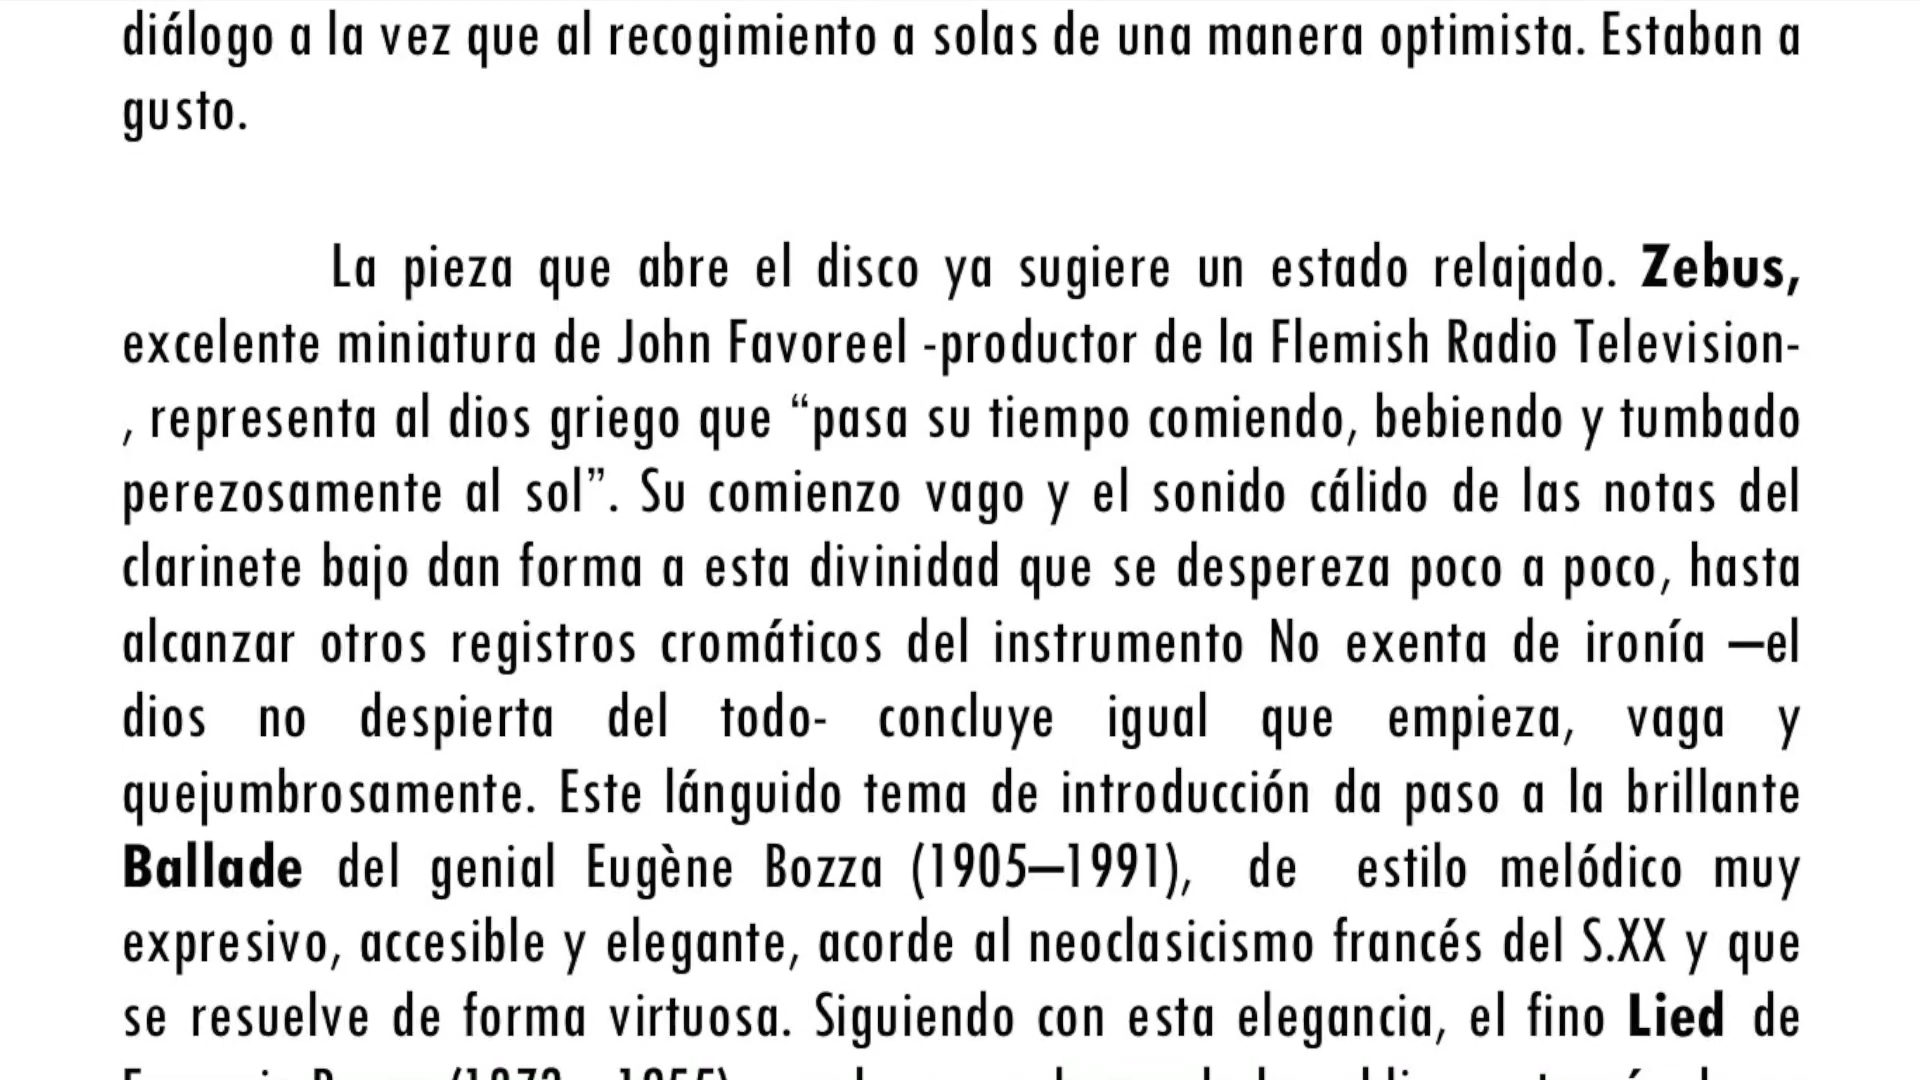 diálogo a la vez que al recogimiento a solas de una manera optimista. Estaban a
gusto.
La pieza que abre el disco ya sugiere un estado relajado. Zebus,
excelente miniatura de John Favoreel -productor de la Flemish Radio Television-
, representa al dios griego que “pasa su tiempo comiendo, bebiendo y tumbado
perezosamente al sol”. Su comienzo vago y el sonido cálido de las notas del
clarinete bajo dan forma a esta divinidad que se despereza poco a poco, hasta
alcanzar otros registros cromáticos del instrumento No exenta de ironía –el
dios no despierta del todo- concluye igual que empieza, vaga y
quejumbrosamente. Este lánguido tema de introducción da paso a la brillante
Ballade del genial Eugène Bozza (1905–1991), de estilo melódico muy
expresivo, accesible y elegante, acorde al neoclasicismo francés del S.XX y que
se resuelve de forma virtuosa. Siguiendo con esta elegancia, el fino Lied de